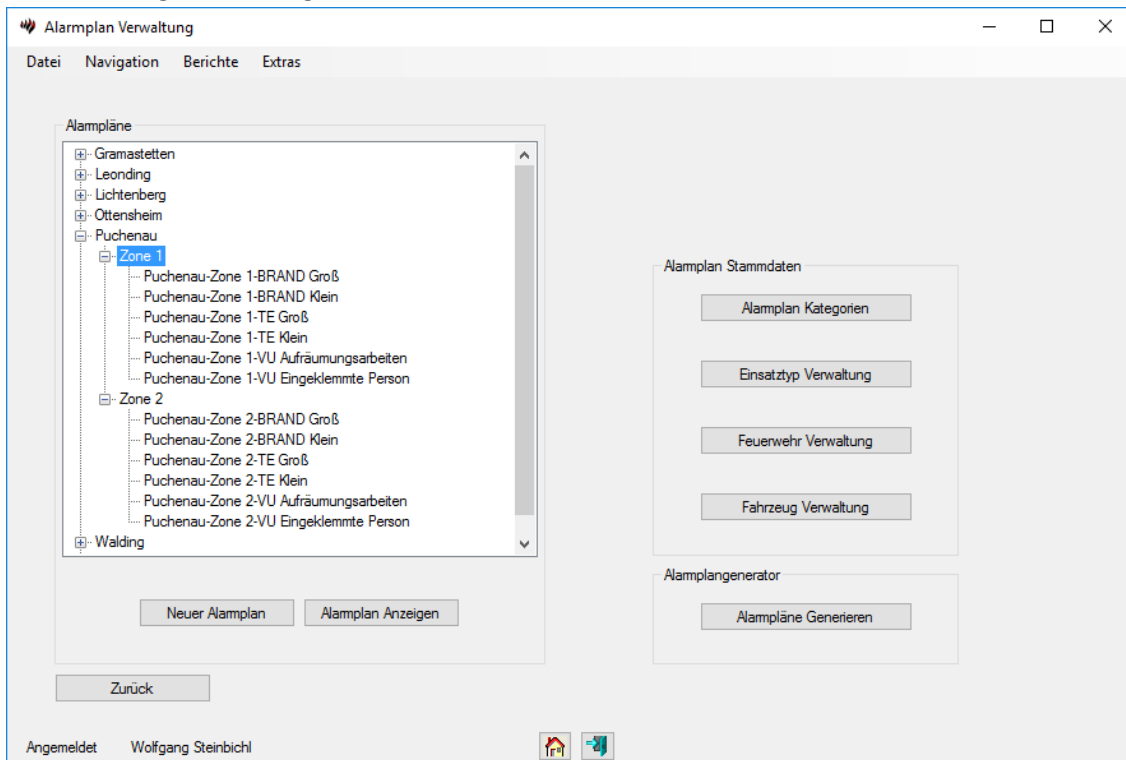 Alarmplan Verwaltung
Datei Navigation Berichte Extras
Alarmpläne
Gramastetten
Leonding
Lichtenberg
Ottensheim
Puchenau
Zone 1
Puchenau-Zone 1-BRAND Groß
Puchenau-Zone 1-BRAND Klein
Puchenau-Zone 1-TE Groß
Puchenau-Zone 1-TE Klein
Puchenau-Zone 1-VU Aufräumungsarbeiten
Puchenau-Zone 1-VU Eingeklemmte Person
Zone 2
Puchenau-Zone 2-BRAND Groß
Puchenau-Zone 2-BRAND Klein
Puchenau-Zone 2-TE Groß
Puchenau-Zone 2-TE Klein
Puchenau-Zone 2-VU Aufräumungsarbeiten
Puchenau-Zone 2-VU Eingeklemmte Person
Walding
Neuer Alarmplan Alarmplan Anzeigen
Alarmplan Stammdaten
Alarmplan Kategorien
Einsatztyp Verwaltung
Feuerwehr Verwaltung
Fahrzeug Verwaltung
Alarmplangenerator
Alarmpläne Generieren
Zurück
Angemeldet Wolfgang Steinbichl